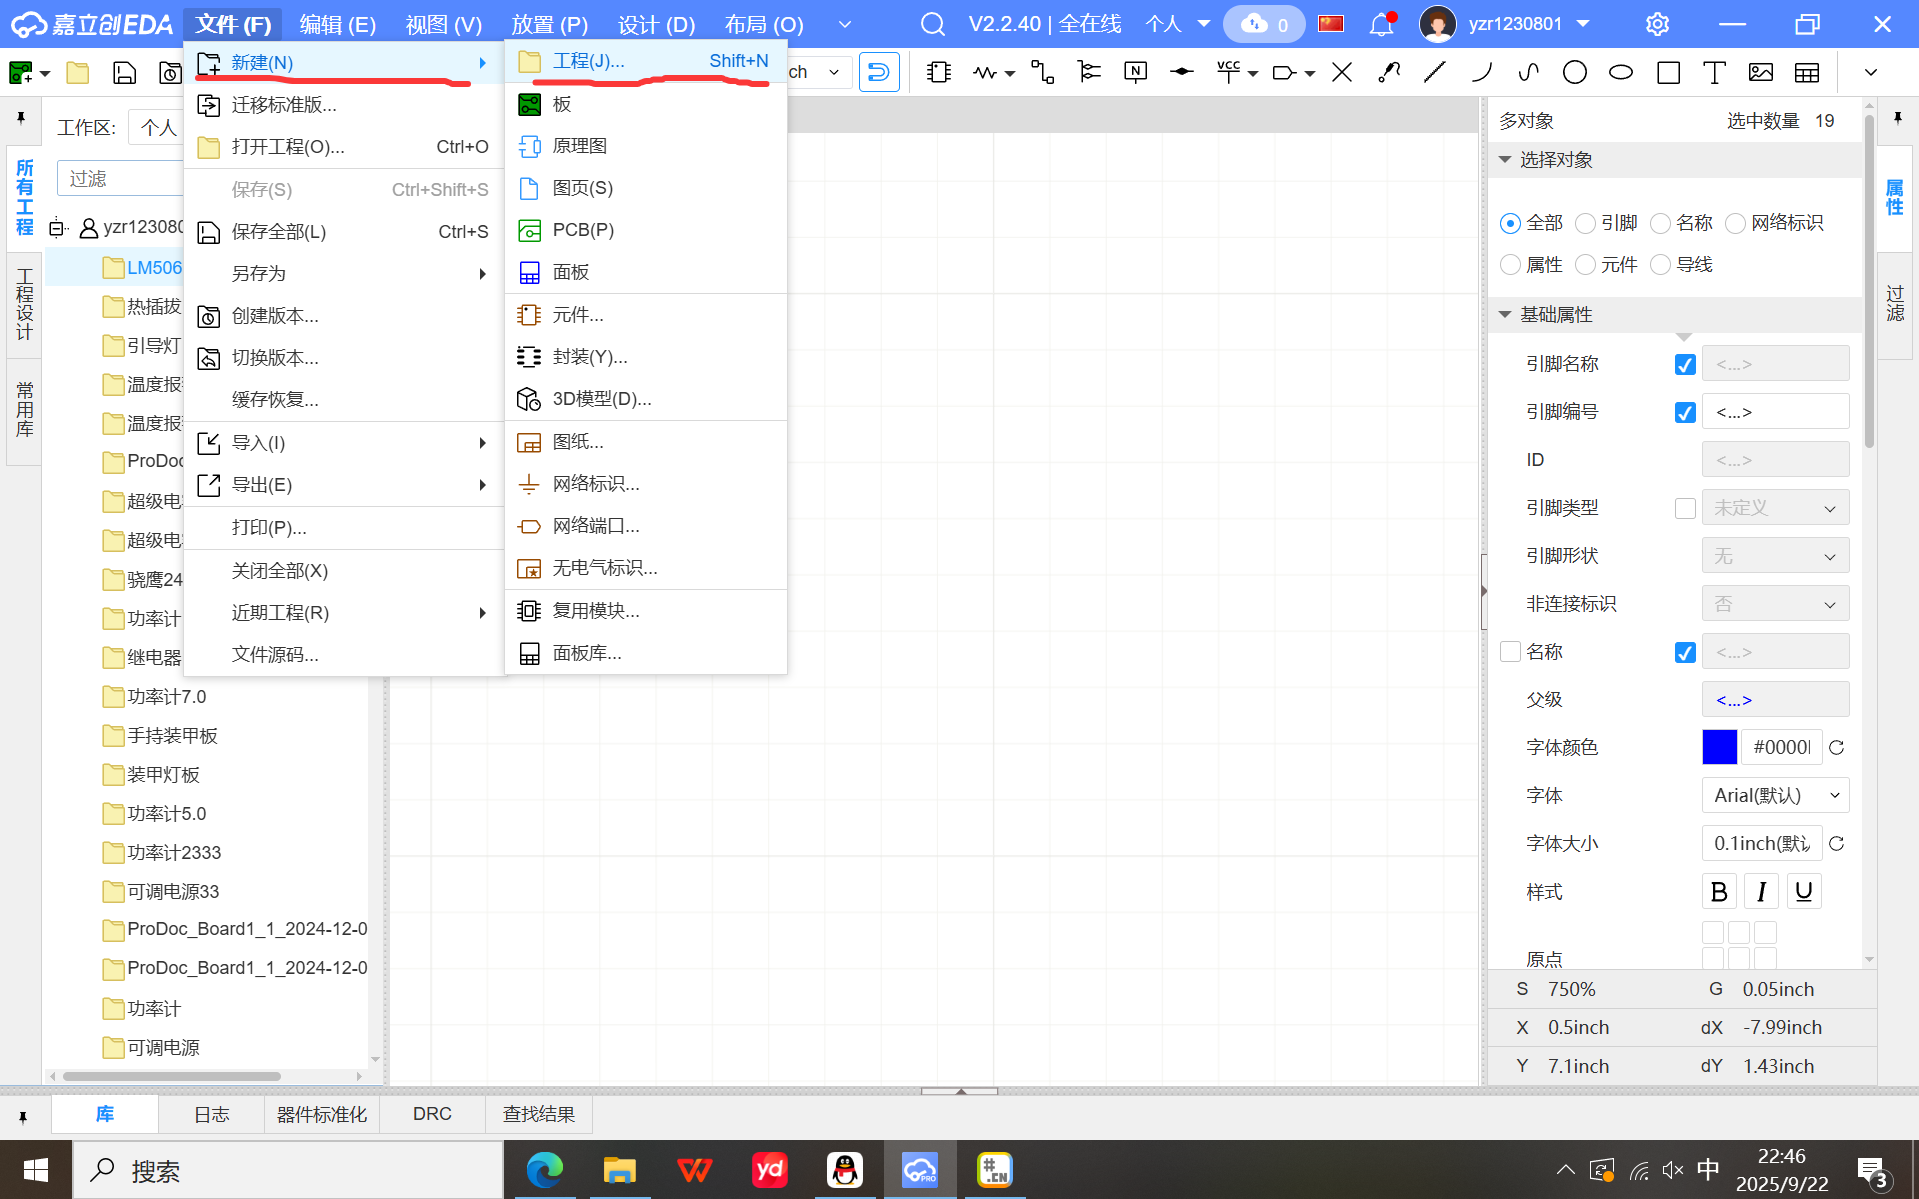 嘉立创EDA 文件 (F) 编辑 (E) 视图 (V) 放置 (P) 设计 (D) 布局 (O) V2.2.40 | 全在线 个人 0 yzr1230801
新建(N)
工程(J)... Shift+N
ch
N
VCC
迁移标准版...
板
工作区: 个人
打开工程(O)... Ctrl+O
原理图
过滤
保存(S) Ctrl+Shift+S
图页(S)
yzr123080
保存全部(L) Ctrl+S
PCB(P)
LM506
另存为
面板
热插拔
创建版本...
元件...
引导灯
切换版本...
封装(Y)...
温度报
缓存恢复...
3D模型(D)...
温度报
导入(I)
图纸...
ProDoc
导出(E)
网络标识...
超级电
打印(P)...
网络端口...
超级电
关闭全部(X)
无电气标识...
骁鹰24
近期工程(R)
复用模块...
功率计
文件源码...
面板库...
继电器
功率计7.0
手持装甲板
装甲灯板
功率计5.0
功率计2333
可调电源33
ProDoc_Board1_1_2024-12-0
ProDoc_Board1_1_2024-12-0
功率计
可调电源
所有工程
工程设计
常用库
多对象 选中数量 19
选择对象
全部 引脚 名称 网络标识
属性 元件 导线
基础属性
引脚名称 <...>
引脚编号 <...>
ID <...>
引脚类型 未定义
引脚形状 无
非连接标识 否
名称 <...>
父级 <...>
字体颜色 #0000
字体 Arial(默认)
字体大小 0.1inch(默认
样式 B I U
原点
S 750% G 0.05inch
X 0.5inch dX -7.99inch
Y 7.1inch dY 1.43inch
属性
过滤
库 日志 器件标准化 DRC 查找结果
搜索
yd
PRO
#.CN
中
22:46
2025/9/22
3